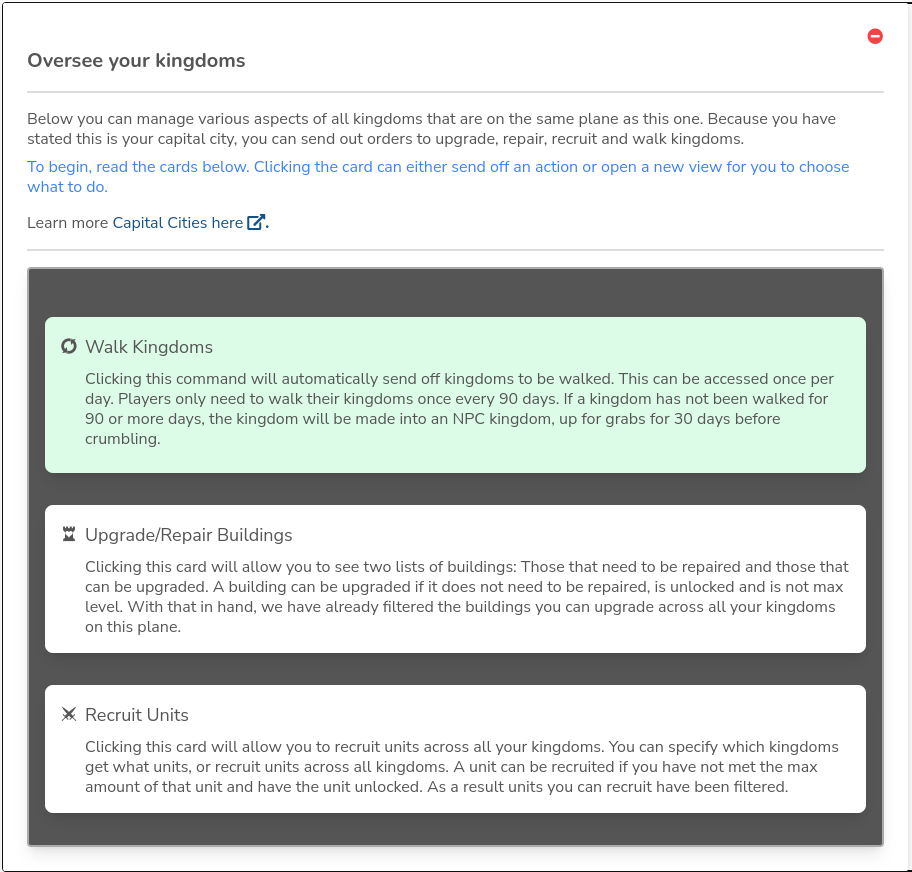 Oversee your kingdoms
Below you can manage various aspects of all kingdoms that are on the same plane as this one. Because you have
stated this is your capital city, you can send out orders to upgrade, repair, recruit and walk kingdoms.
To begin, read the cards below. Clicking the card can either send off an action or open a new view for you to choose
what to do.
Learn more Capital Cities here.
Walk Kingdoms
Clicking this command will automatically send off kingdoms to be walked. This can be accessed once per
day. Players only need to walk their kingdoms once every 90 days. If a kingdom has not been walked for
90 or more days, the kingdom will be made into an NPC kingdom, up for grabs for 30 days before
crumbling.
Upgrade/Repair Buildings
Clicking this card will allow you to see two lists of buildings: Those that need to be repaired and those that
can be upgraded. A building can be upgraded if it does not need to be repaired, is unlocked and is not max
level. With that in hand, we have already filtered the buildings you can upgrade across all your kingdoms
on this plane.
Recruit Units
Clicking this card will allow you to recruit units across all your kingdoms. You can specify which kingdoms
get what units, or recruit units across all kingdoms. A unit can be recruited if you have not met the max
amount of that unit and have the unit unlocked. As a result units you can recruit have been filtered.